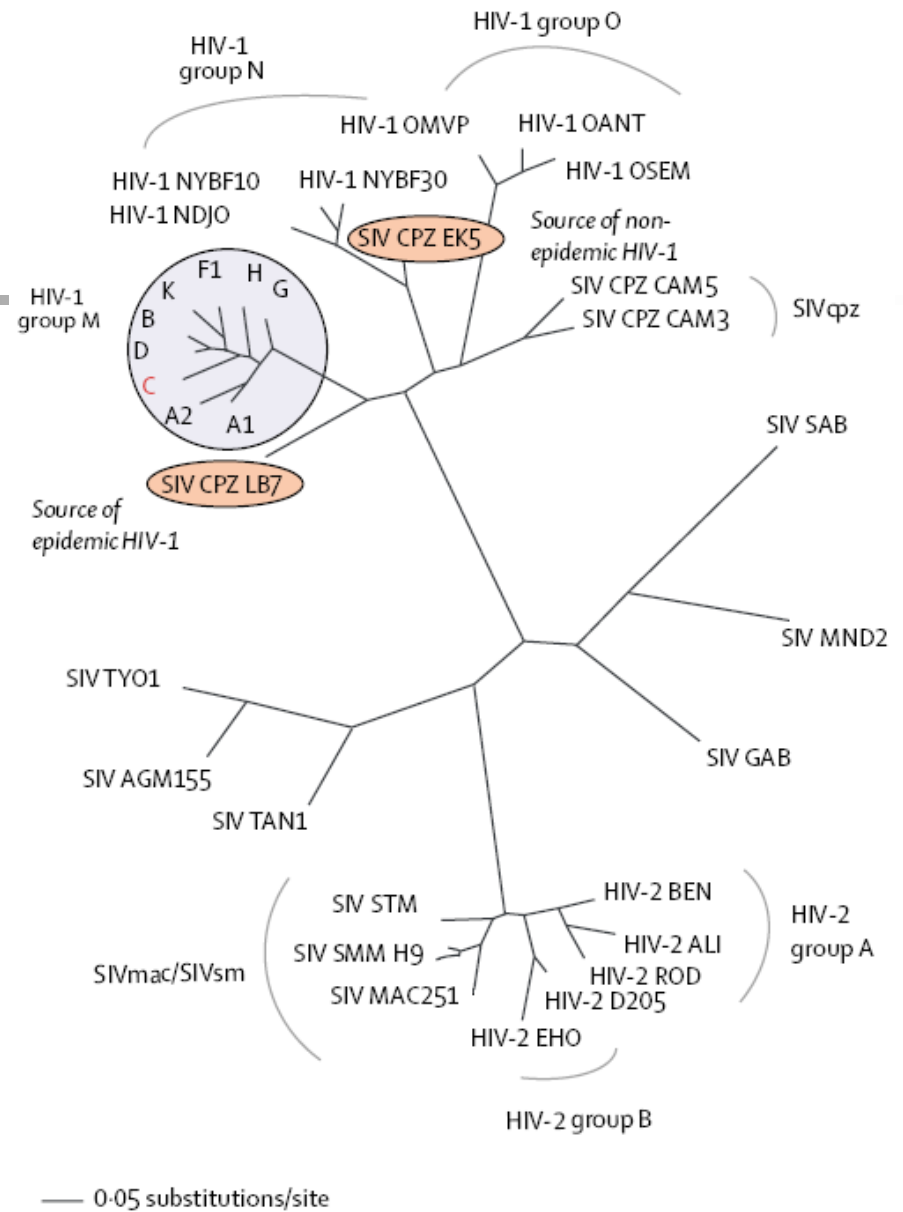 HIV-1 group O
HIV-1
group N
HIV-1 OMVP
HIV-1 OANT
HIV-1 OSEM
HIV-1 NYBF10
HIV-1 NDJO
HIV-1 NYBF30
SIV CPZ EK5
Source of non-
epidemic HIV-1
SIV CPZ CAM5
SIV CPZ CAM3
SIVcpz
HIV-1
group M
F1
H
G
K
B
D
C
A2
A1
SIV CPZ LB7
Source of
epidemic HIV-1
SIV SAB
SIV MND2
SIV GAB
SIV TYO1
SIV AGM155
SIV TAN1
SIV STM
SIV SMM H9
SIV MAC251
SIVmac/SIVsm
HIV-2 BEN
HIV-2 ALI
HIV-2 ROD
HIV-2 D205
HIV-2 EHO
HIV-2
group A
HIV-2 group B
0·05 substitutions/site